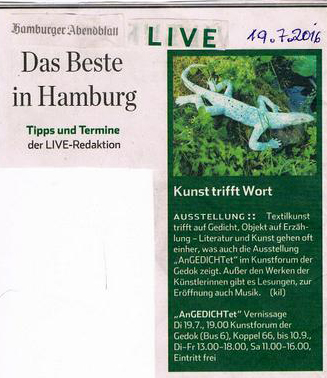 Hamburger Abendblatt
LIVE
19.7.2016
Das Beste
in Hamburg
Tipps und Termine
der LIVE-Redaktion
Kunst trifft Wort
AUSSTELLUNG :: Textilkunst
trifft auf Gedicht, Objekt auf Erzäh-
lung – Literatur und Kunst gehen oft
einher, was auch die Ausstellung
„AnGEDICHTet" im Kunstforum der
Gedok zeigt. Außer den Werken der
Künstlerinnen gibt es Lesungen, zur
Eröffnung auch Musik. (kil)
„AnGEDICHTet" Vernissage
Di 19.7., 19.00 Kunstforum der
Gedok (Bus 6), Koppel 66, bis 10.9.,
Di–Fr 13.00–18.00, Sa 11.00–16.00,
Eintritt frei